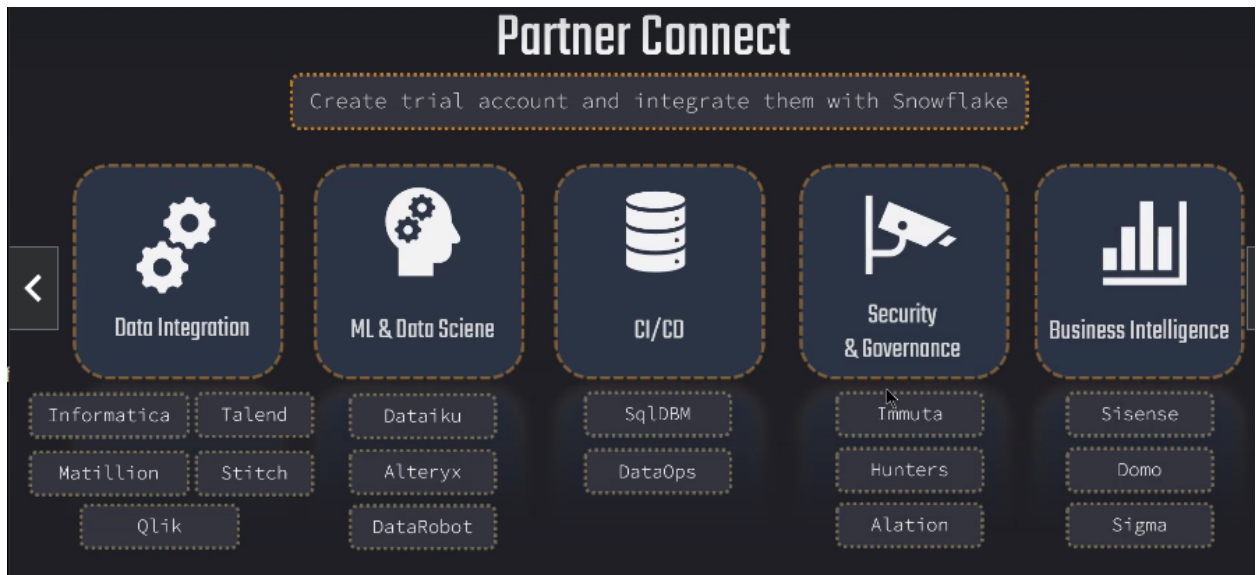 Partner Connect
Create trial account and integrate them with Snowflake
Data Integration
ML & Data Sciene
CI/CD
Security
& Governance
Business Intelligence
Informatica
Talend
Matillion
Stitch
Qlik
Dataiku
Alteryx
DataRobot
SqlDBM
DataOps
Immuta
Hunters
Alation
Sisense
Domo
Sigma